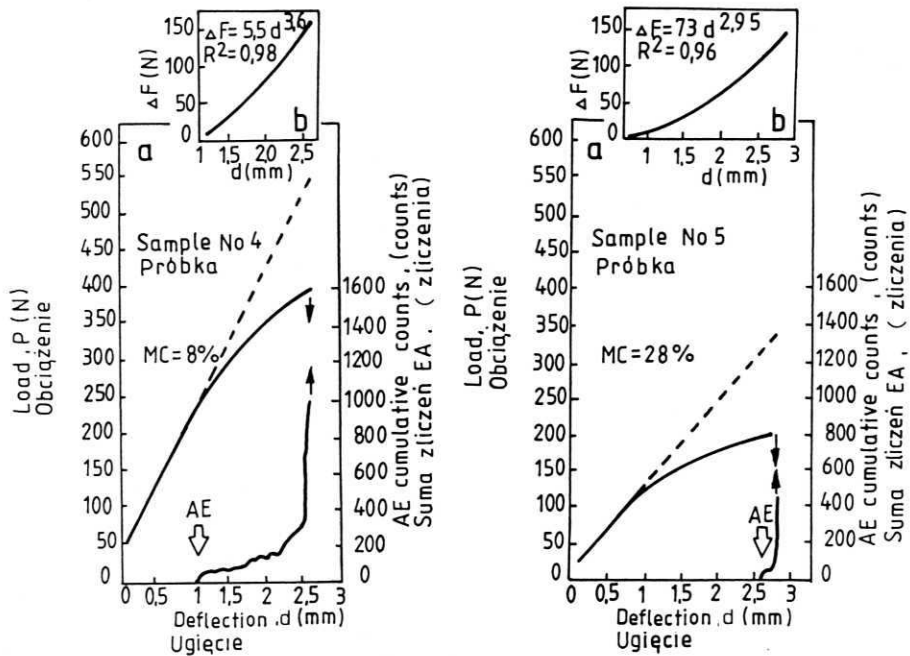 ΔF=5,5 d3,6
R2=0,98
ΔF(N)
150
100
50
0
b
1 1,5 2,0 2,5
d(mm)
a
600
550
500
450
400
350
300
250
200
150
100
50
0
Load, P (N)
Obciążenie
Sample No 4
Próbka
MC=8%
AE
1600
1400
1200
1000
800
600
400
200
0
AE cumulative counts , (counts)
Suma zliczeń EA . ( zliczenia )
0 0,5 1 1,5 2 2,5 3
Deflection ,d (mm)
Ugięcie
ΔF=73 d2,95
R2=0,96
ΔF(N)
150
100
50
0
b
1 1,5 2 2,5 3
d(mm)
a
600
550
500
450
400
350
300
250
200
150
100
50
0
Load, P(N)
Obciążenie
Sample No 5
Próbka
MC=28%
AE
1600
1400
1200
1000
800
600
400
200
0
AE cumulative counts , (counts)
Suma zliczeń EA , ( zliczenia )
0 0,5 1 1,5 2 2,5 3
Deflection ,d (mm)
Ugięcie